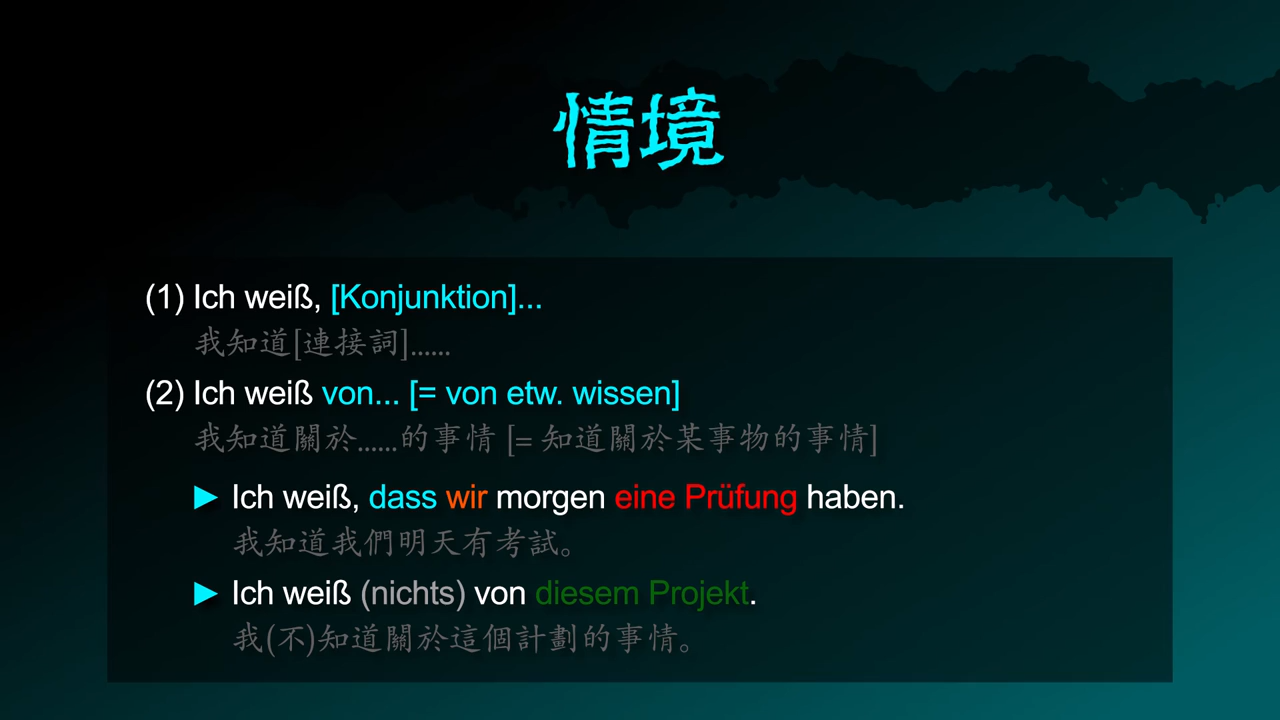 情境
(1) Ich weiß, [Konjunktion]...
我知道[連接詞]......
(2) Ich weiß von... [= von etw. wissen]
我知道關於......的事情 [= 知道關於某事物的事情]
► Ich weiß, dass wir morgen eine Prüfung haben.
我知道我們明天有考試。
► Ich weiß (nichts) von diesem Projekt.
我(不)知道關於這個計劃的事情。